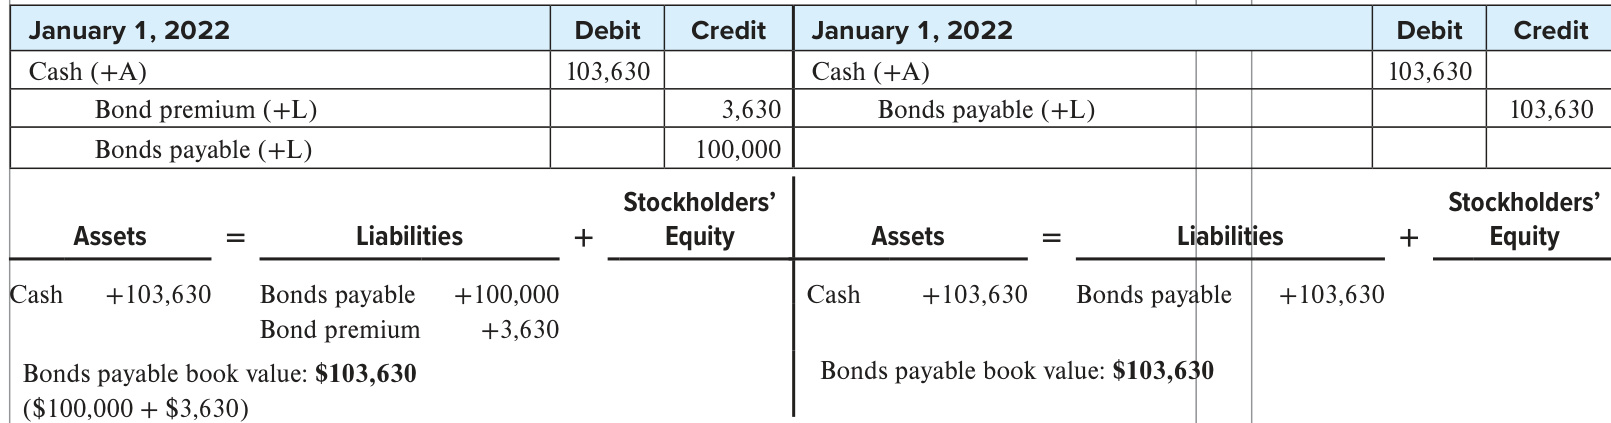 January 1, 2022 Debit Credit January 1, 2022 Debit Credit
Cash (+A) 103,630 Cash (+A) 103,630
Bond premium (+L) 3,630 Bonds payable (+L) 103,630
Bonds payable (+L) 100,000
Stockholders’ Stockholders’
Assets = Liabilities + Equity Assets = Liabilities + Equity
Cash +103,630 Bonds payable +100,000 Cash +103,630 Bonds payable +103,630
Bond premium +3,630
Bonds payable book value: $103,630 Bonds payable book value: $103,630
($100,000 + $3,630)